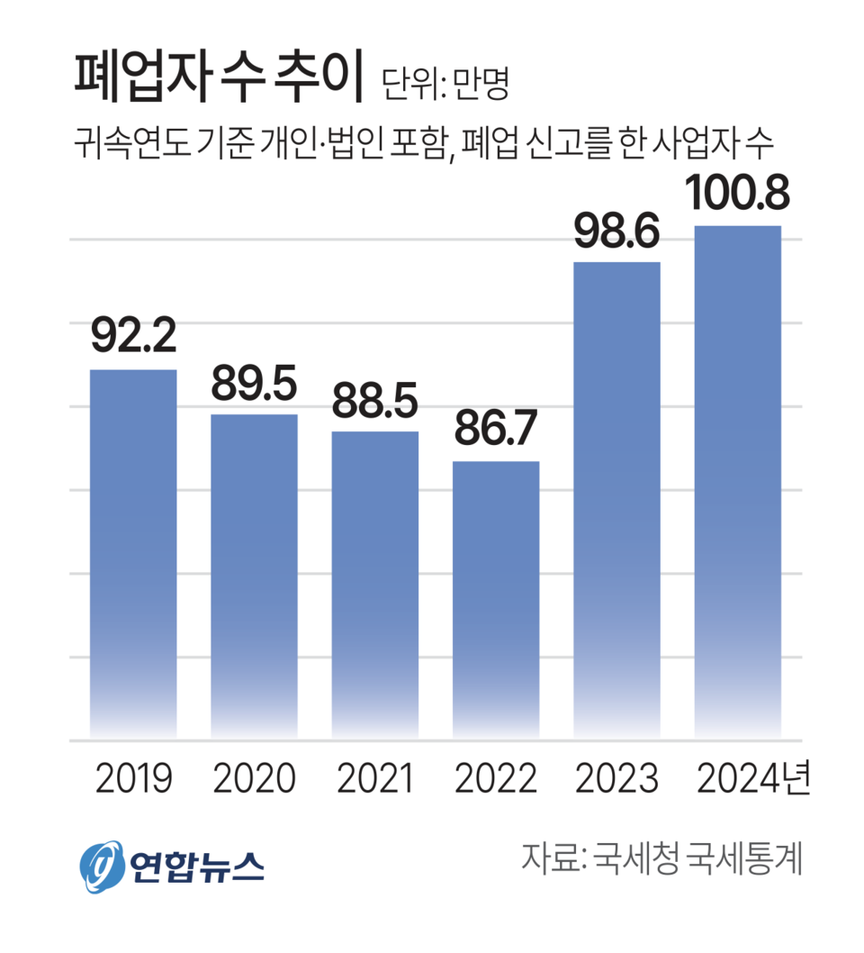 폐업자 수 추이 단위: 만명
귀속연도 기준 개인·법인 포함, 폐업 신고를 한 사업자 수
92.2
89.5
88.5
86.7
98.6
100.8
2019 2020 2021 2022 2023 2024년
y 연합뉴스
자료: 국세청 국세통계